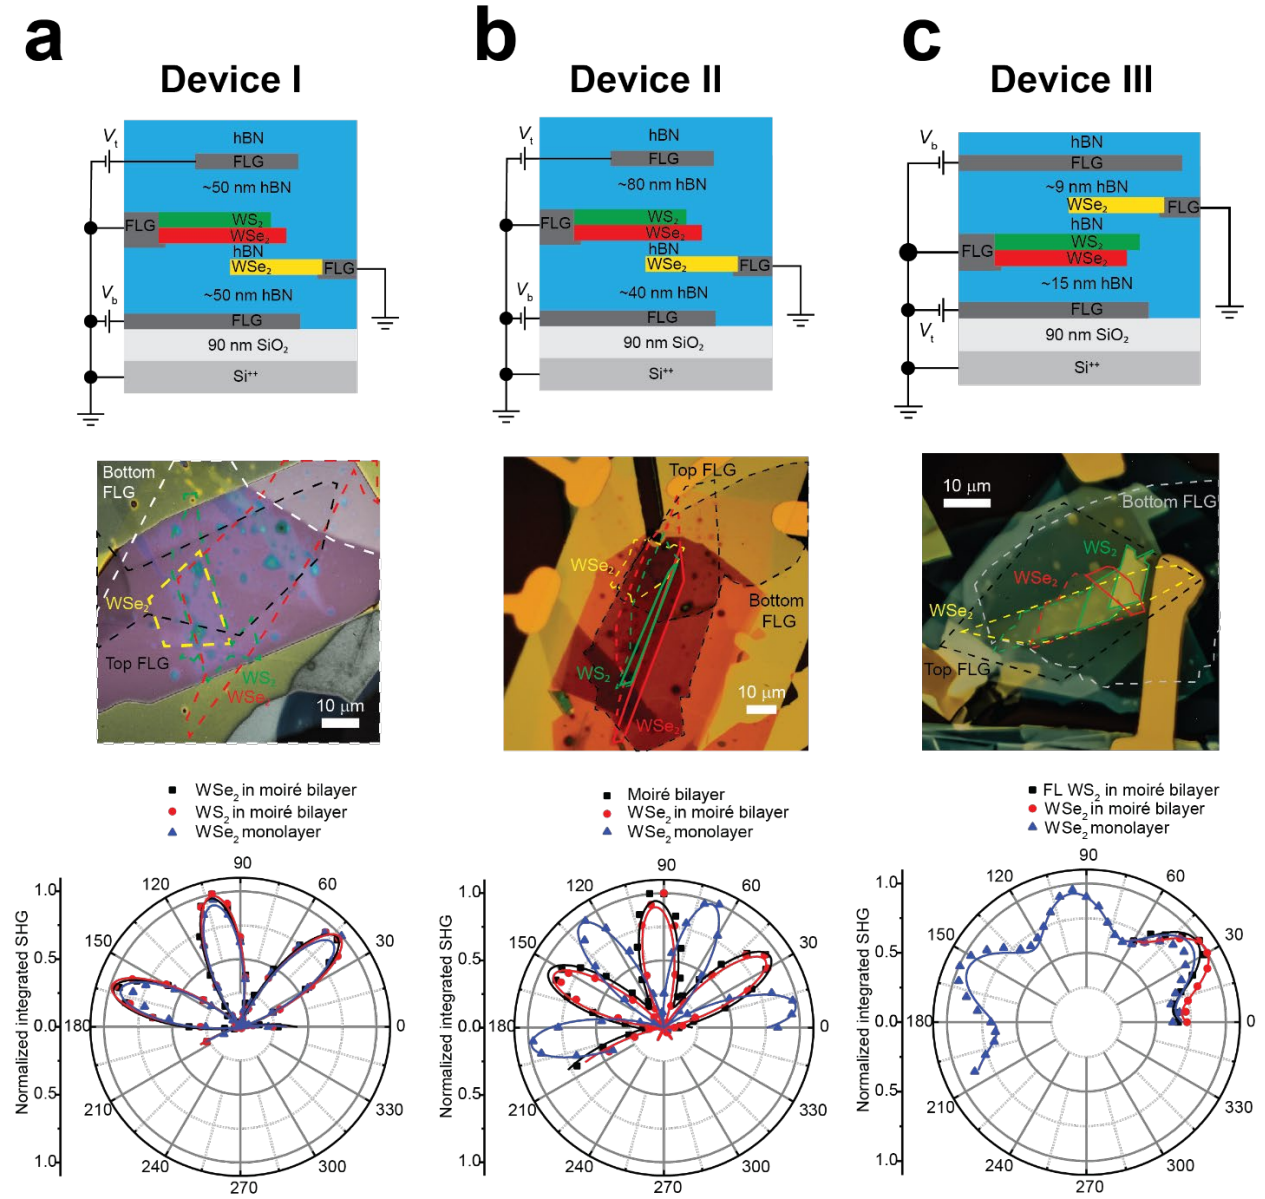 a
Device I
Vt
hBN
FLG
~50 nm hBN
FLG
WS2
WSe2
hBN
WSe2
FLG
~50 nm hBN
Vb
FLG
90 nm SiO2
Si++
b
Device II
Vt
hBN
FLG
~80 nm hBN
FLG
WS2
WSe2
hBN
WSe2
FLG
~40 nm hBN
Vb
FLG
90 nm SiO2
Si++
c
Device III
Vb
hBN
FLG
~9 nm hBN
WSe2
FLG
hBN
FLG
WS2
WSe2
~15 nm hBN
FLG
Vt
90 nm SiO2
Si++
Bottom
FLG
WSe2
Top FLG
WS2
WSe2
10 μm
Top FLG
WSe2
Bottom
FLG
WS2
10 μm
WSe2
10 μm
Bottom FLG
WS2
WSe2
WSe2
Top FLG
WSe2 in moiré bilayer
WS2 in moiré bilayer
WSe2 monolayer
Normalized integrated SHG
1.0
0.5
0.0
0.5
1.0
90
120
60
150
30
180
0
210
330
240
300
270
Moiré bilayer
WSe2 in moiré bilayer
WSe2 monolayer
Normalized integrated SHG
1.0
0.5
0.0
0.5
1.0
90
120
60
150
30
180
0
210
330
240
300
270
FL WS2 in moiré bilayer
WSe2 in moiré bilayer
WSe2 monolayer
Normalized integrated SHG
1.0
0.5
0.0
0.5
1.0
90
120
60
150
30
180
0
210
330
240
300
270